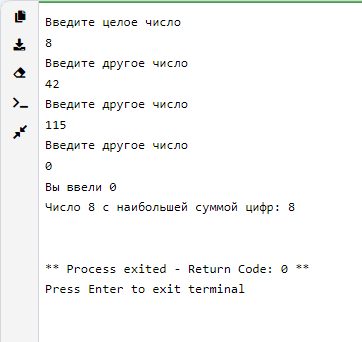 Введите целое число
8
Введите другое число
42
Введите другое число
115
Введите другое число
0
Вы ввели 0
Число 8 с наибольшей суммой цифр: 8
** Process exited - Return Code: 0 **
Press Enter to exit terminal